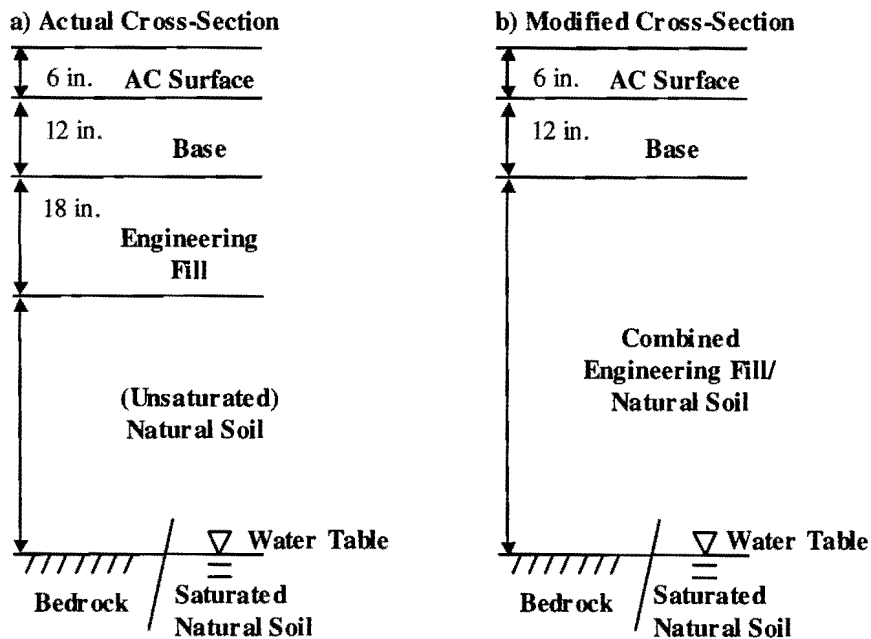 a) Actual Cross-Section
6 in. AC Surface
12 in.
Base
18 in.
Engineering
Fill
(Unsaturated)
Natural Soil
Water Table
Bedrock
Saturated
Natural Soil
b) Modified Cross-Section
6 in. AC Surface
12 in.
Base
Combined
Engineering Fill/
Natural Soil
Water Table
Bedrock
Saturated
Natural Soil